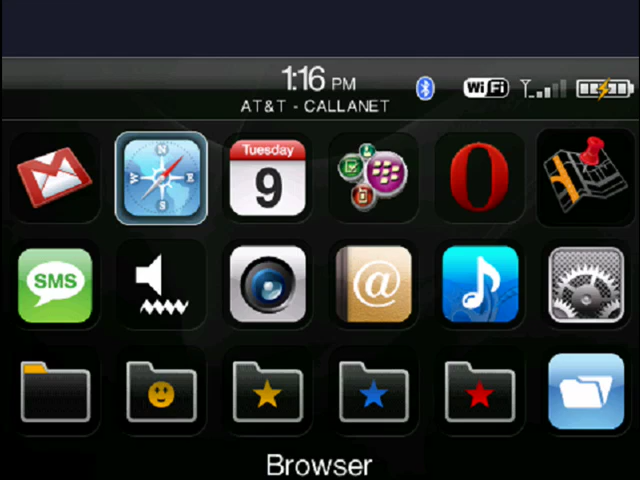 1:16 PM
AT&T - CALLANET
WiFi
Tuesday
9
N
W E
S
SMS
@
Browser